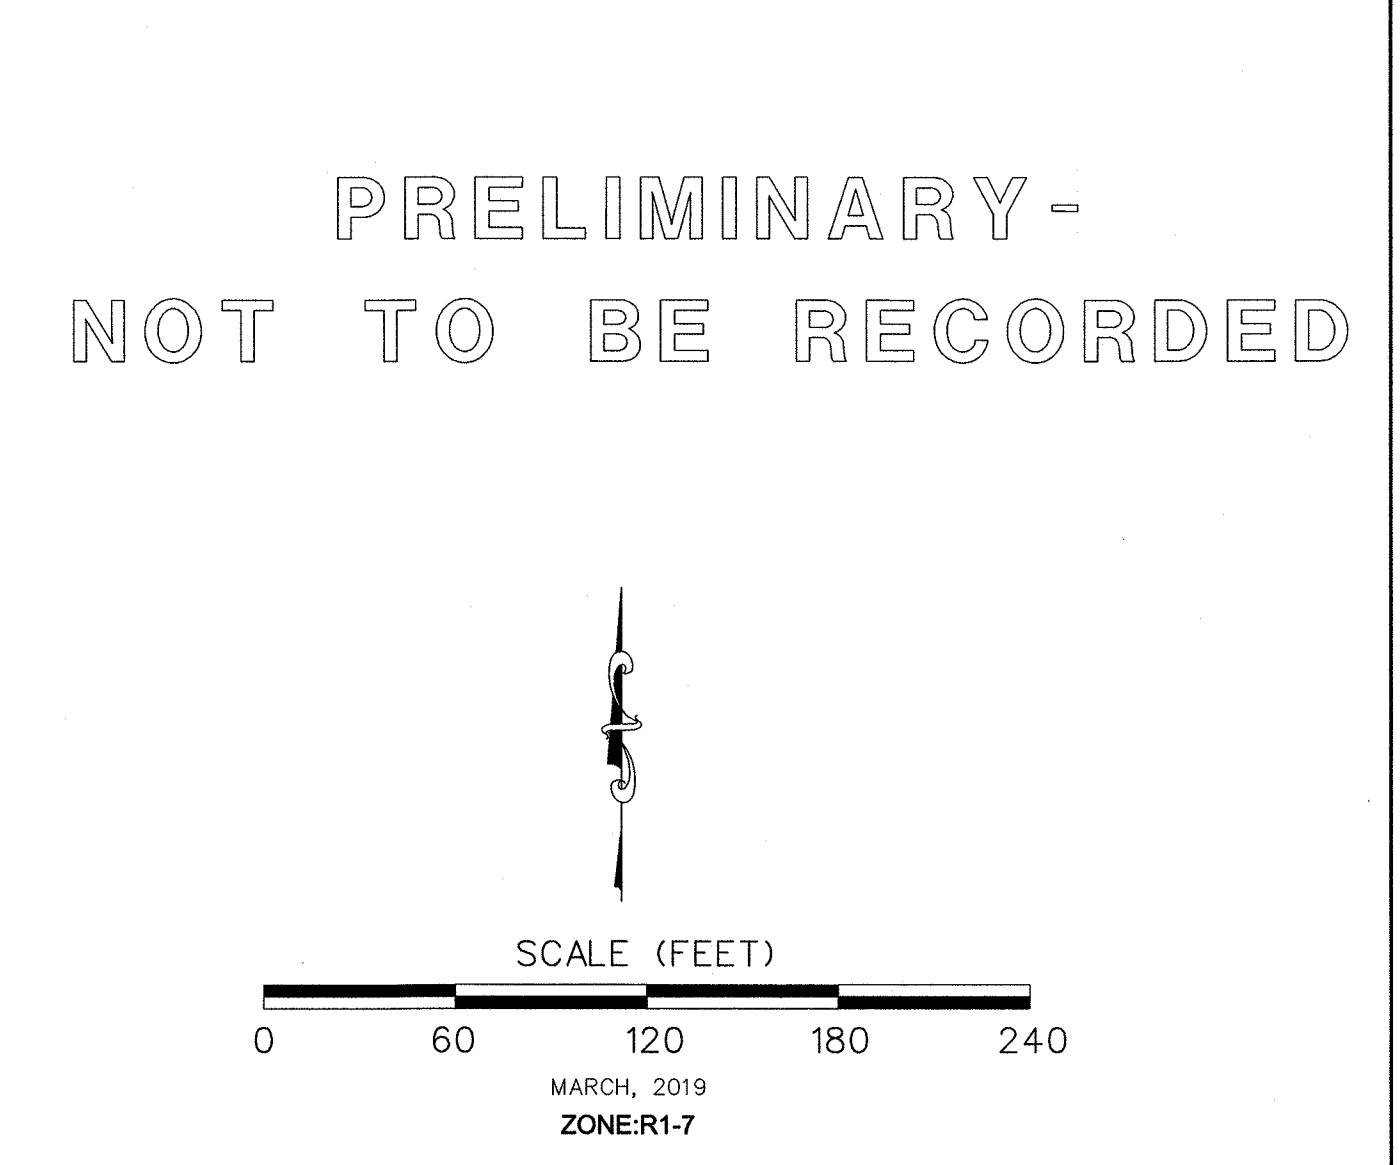 PRELIMINARY-
NOT TO BE RECORDED
SCALE (FEET)
0 60 120 180 240
MARCH, 2019
ZONE:R1-7